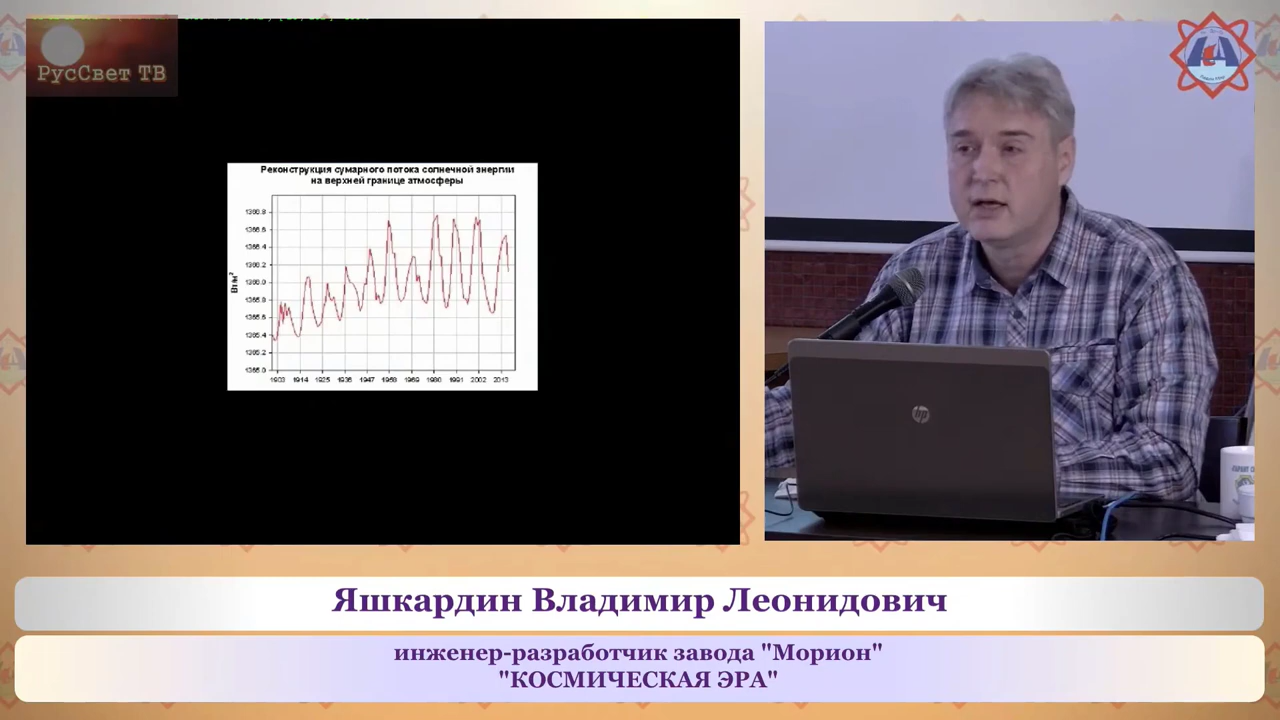 РусСвет ТВ
Реконструкция сумарного потока солнечной энергии
на верхней границе атмосферы
Вт/м²
1366.8
1366.6
1366.4
1366.2
1366.0
1365.8
1365.6
1365.4
1365.2
1365.0
1903 1914 1925 1936 1947 1958 1969 1980 1991 2002 2013
hp
Яшкардин Владимир Леонидович
инженер-разработчик завода "Морион"
"КОСМИЧЕСКАЯ ЭРА"